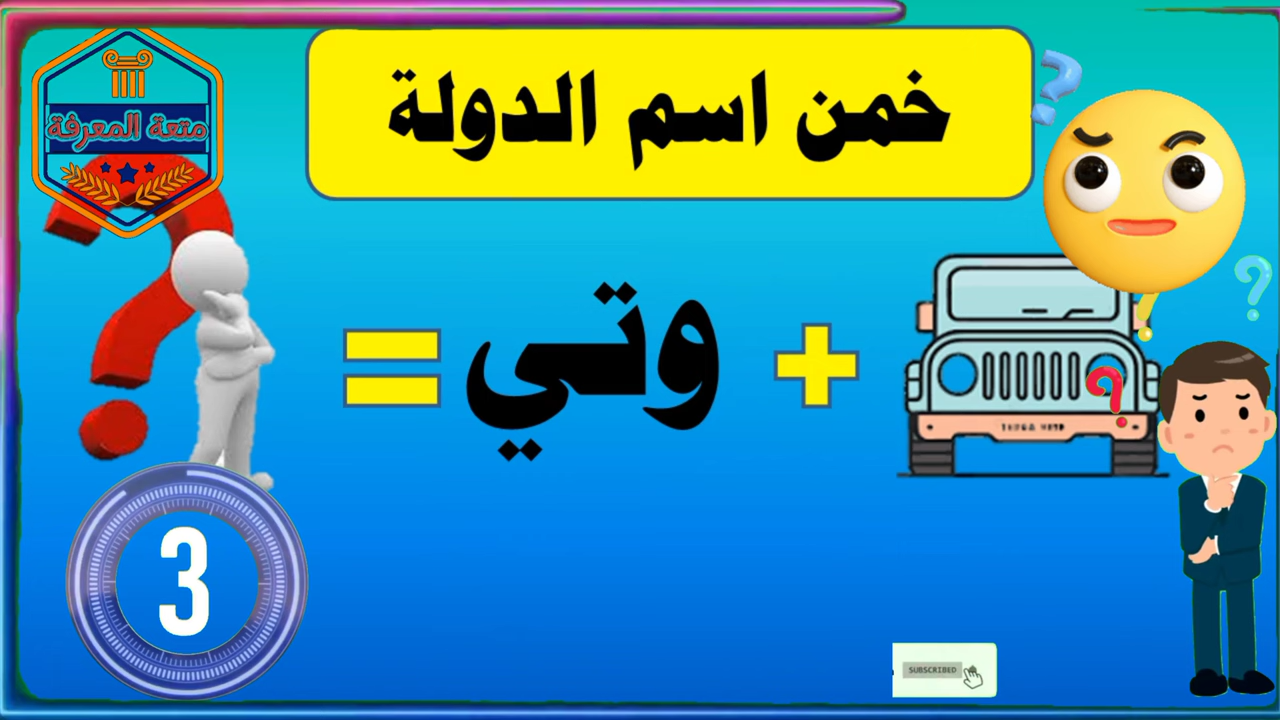 متعة المعرفة
خمن اسم الدولة
+ وتي =
3
SUBSCRIBED